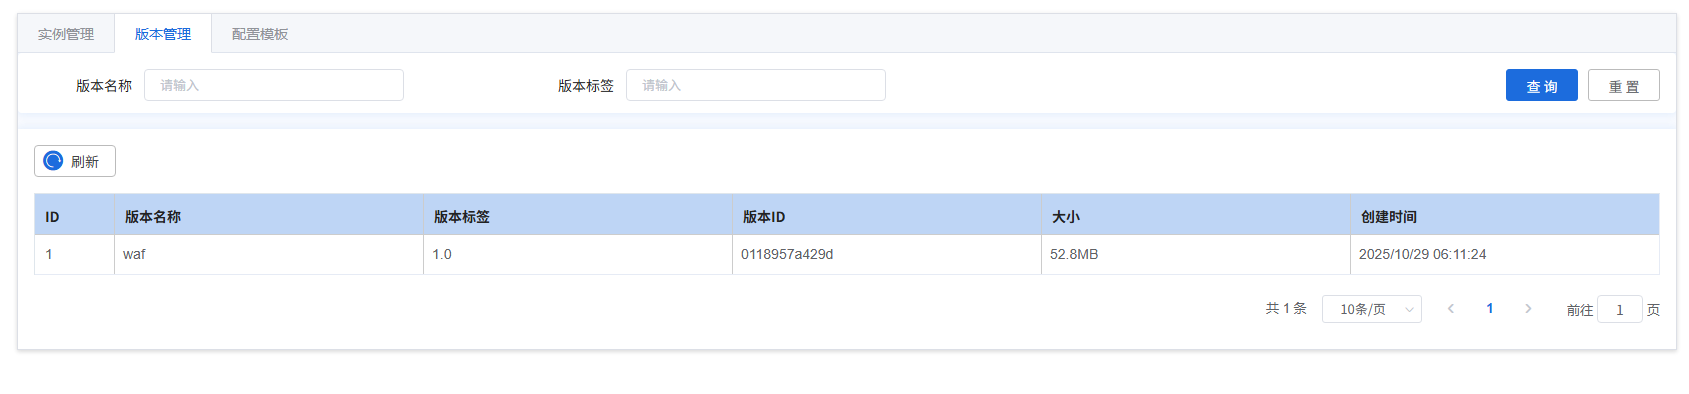 实例管理 版本管理 配置模板
版本名称 请输入 版本标签 请输入 查 询 重 置
刷新
ID 版本名称 版本标签 版本ID 大小 创建时间
1 waf 1.0 0118957a429d 52.8MB 2025/10/29 06:11:24
共 1 条 10条/页 1 前往 1 页